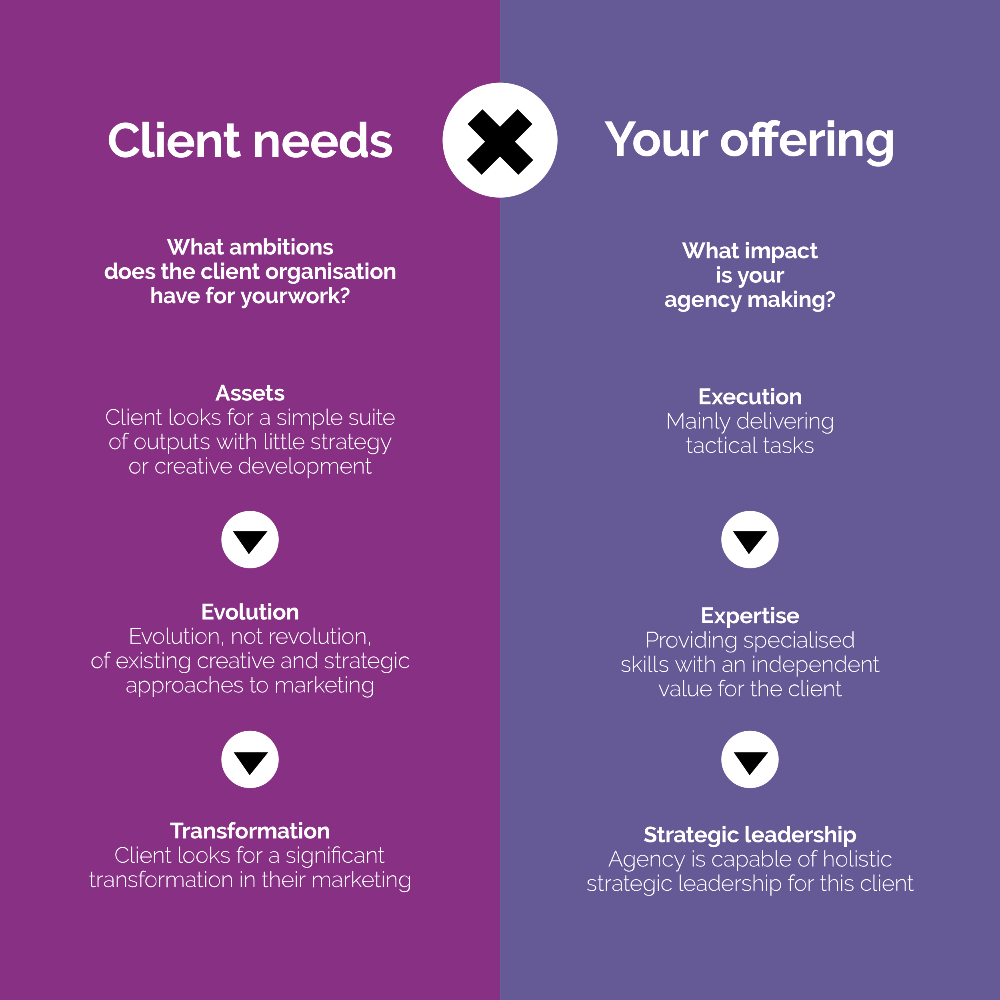 Client needs
What ambitions
does the client organisation
have for yourwork?
Assets
Client looks for a simple suite
of outputs with little strategy
or creative development
Evolution
Evolution, not revolution,
of existing creative and strategic
approaches to marketing
Transformation
Client looks for a significant
transformation in their marketing
Your offering
What impact
is your
agency making?
Execution
Mainly delivering
tactical tasks
Expertise
Providing specialised
skills with an independent
value for the client
Strategic leadership
Agency is capable of holistic
strategic leadership for this client